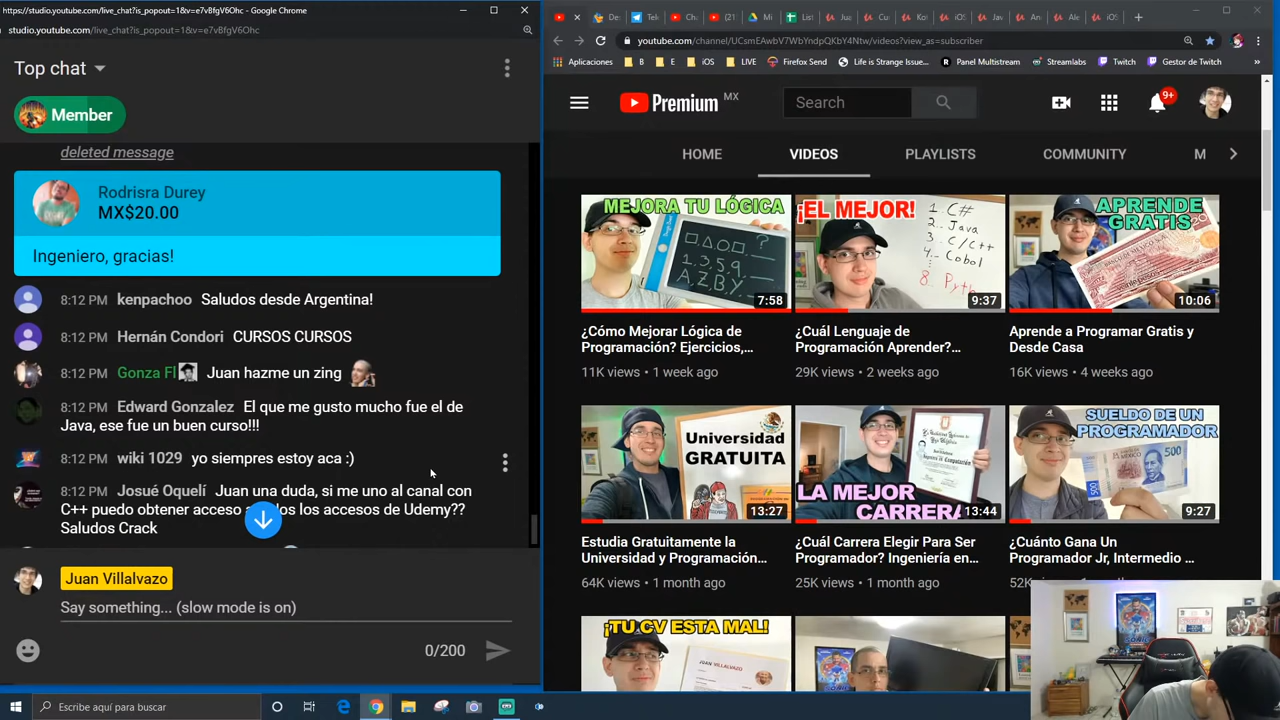 https://studio.youtube.com/live_chat?is_popout=1&v=e7vBfgV6Ohc - Google Chrome
studio.youtube.com/live_chat?is_popout=1&v=e7vBfgV6Ohc
Top chat
Member
deleted message
Rodrisra Durey
MX$20.00
Ingeniero, gracias!
8:12 PM kenpachoo Saludos desde Argentina!
8:12 PM Hernán Condori CURSOS CURSOS
8:12 PM Gonza Fl Juan hazme un zing
8:12 PM Edward Gonzalez El que me gusto mucho fue el de
Java, ese fue un buen curso!!!
8:12 PM wiki 1029 yo siempres estoy aca :)
8:12 PM Josué Oquelí Juan una duda, si me uno al canal con
C++ puedo obtener acceso los accesos de Udemy??
Saludos Crack
Juan Villalvazo
Say something... (slow mode is on)
0/200
youtube.com/channel/UCsmEAwbV7WbYndpQKbY4Ntw/videos?view_as=subscriber
Aplicaciones B E iOS LIVE Firefox Send Life is Strange Issue... Panel Multistream Streamlabs Twitch Gestor de Twitch
Premium MX
Search
9+
HOME VIDEOS PLAYLISTS COMMUNITY M
MEJORA TU LÓGICA
1.3.5.9.
A,Z,B,Y
7:58
¿Cómo Mejorar Lógica de
Programación? Ejercicios,...
11K views • 1 week ago
¡EL MEJOR!
1. C#
2. Java
3. C/C++
4. Cobol
8. Pyth
9:37
¿Cuál Lenguaje de
Programación Aprender?...
29K views • 2 weeks ago
APRENDE
GRATIS
10:06
Aprende a Programar Gratis y
Desde Casa
16K views • 4 weeks ago
Universidad
GRATUITA
13:27
Estudia Gratuitamente la
Universidad y Programación...
64K views • 1 month ago
LA MEJOR
CARRERA
13:44
¿Cuál Carrera Elegir Para Ser
Programador? Ingeniería en...
25K views • 1 month ago
SUELDO DE UN
PROGRAMADOR
500
9:27
¿Cuánto Gana Un
Programador Jr, Intermedio ...
52K
¡TU CV ESTA MAL!
JUAN VILLALVAZO
Escribe aquí para buscar